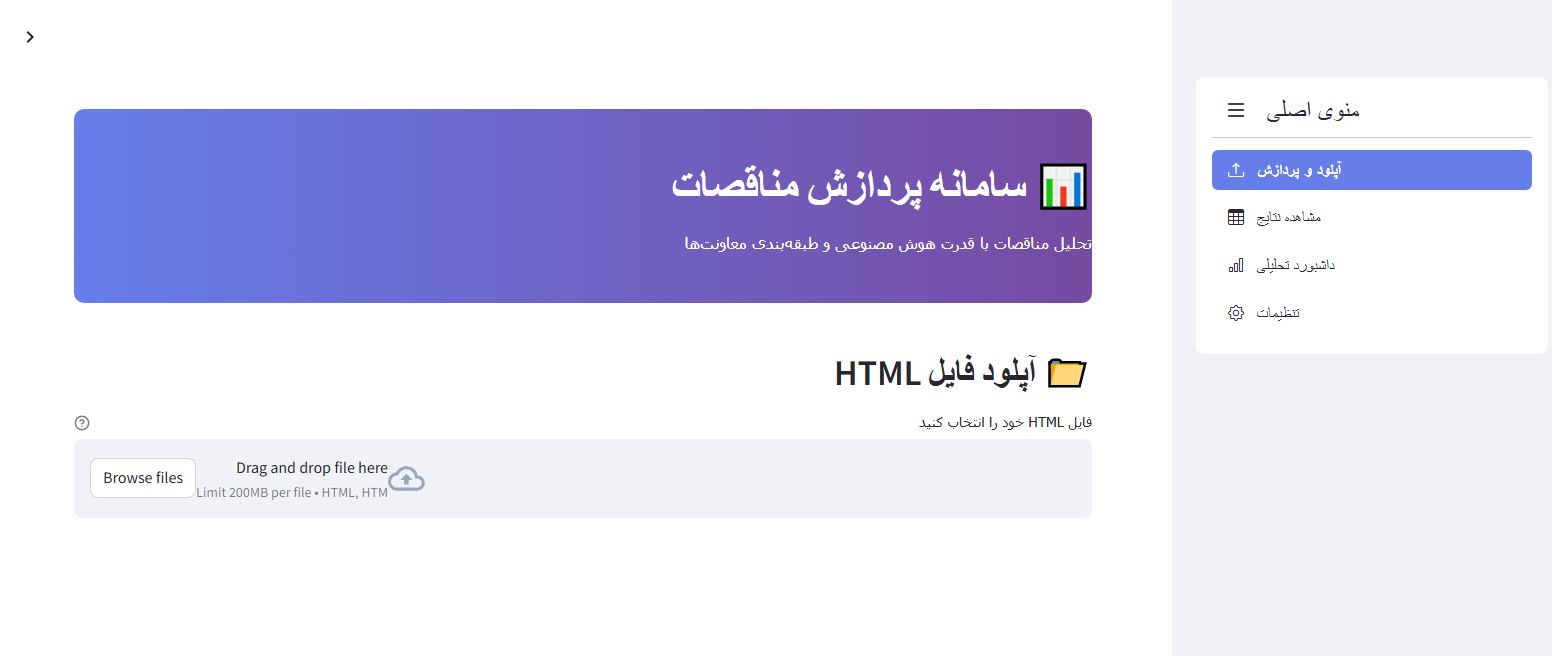 منوی اصلی
آپلود و پردازش
مشاهده نتایج
داشبورد تحلیلی
تنظیمات
سامانه پردازش مناقصات
تحلیل مناقصات با قدرت هوش مصنوعی و طبقه‌بندی معاونت‌ها
آپلود فایل HTML
فایل HTML خود را انتخاب کنید
Drag and drop file here
Limit 200MB per file • HTML, HTM
Browse files